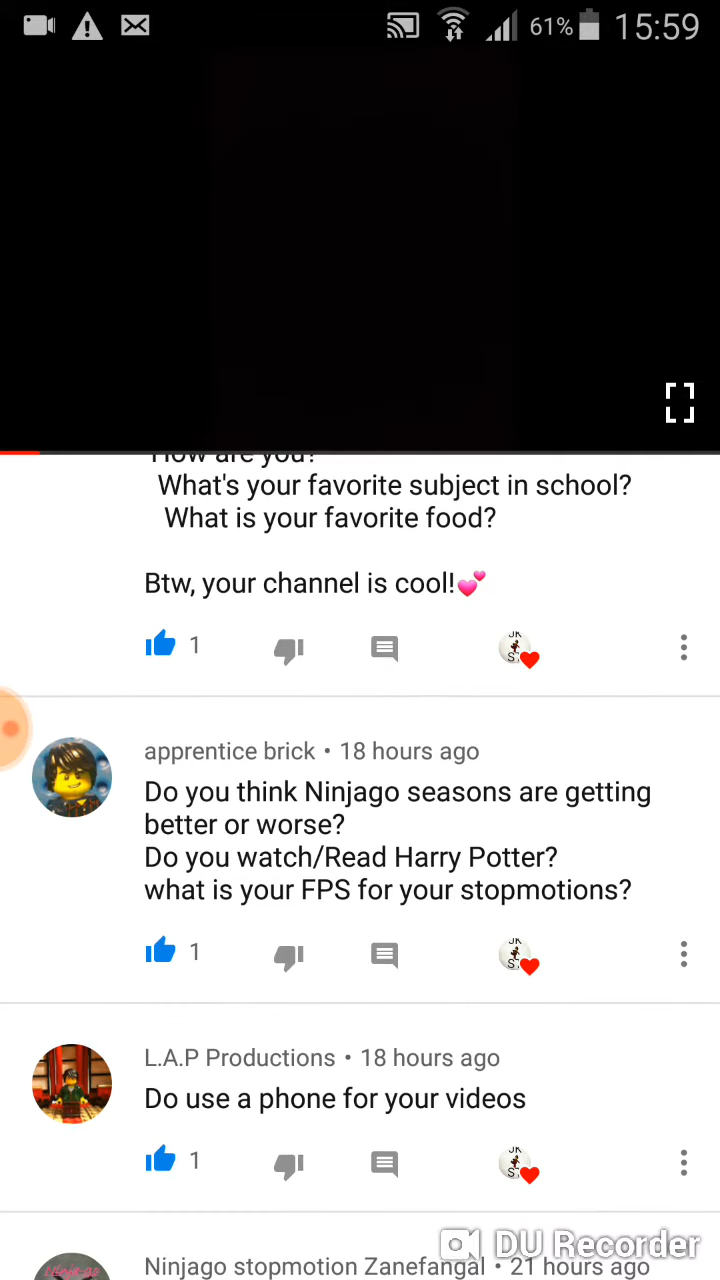 61% 15:59
How are you?
What's your favorite subject in school?
What is your favorite food?
Btw, your channel is cool!💕
1
apprentice brick • 18 hours ago
Do you think Ninjago seasons are getting
better or worse?
Do you watch/Read Harry Potter?
what is your FPS for your stopmotions?
1
L.A.P Productions • 18 hours ago
Do use a phone for your videos
1
Ninjago stopmotion Zanefangal • 21 hours ago
DU Recorder